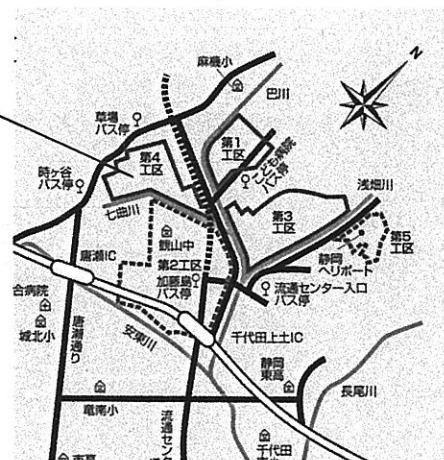 麻機小
N
巴川
草場
バス停
第1
工区
こども病院
バス停
第4
工区
時ヶ谷
バス停
浅畑川
七曲川
第3
工区
観山中
第5
工区
唐瀬IC
第2工区
静岡
ヘリポート
加藤島
バス停
流通センター入口
バス停
合病院
城北小
安東川
千代田上土IC
唐瀬通り
静岡
東高
長尾川
竜南小
流通センタ
千代田